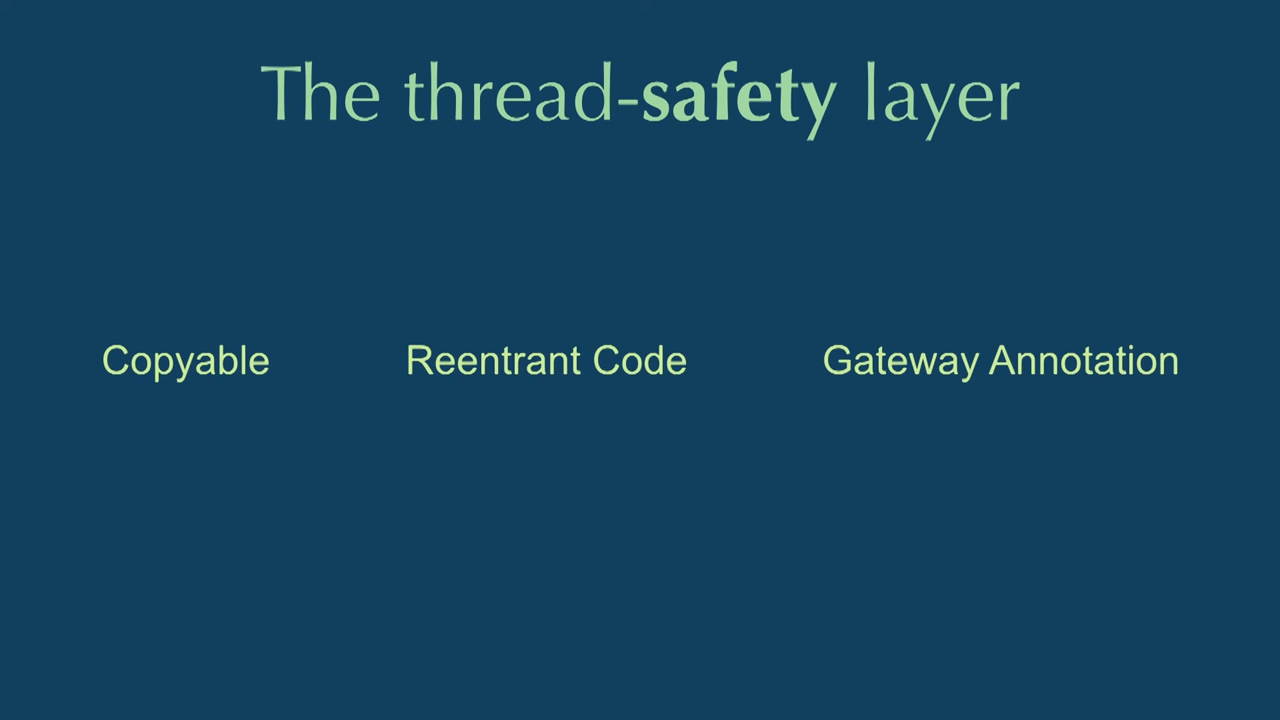 The thread-safety layer
Copyable Reentrant Code Gateway Annotation